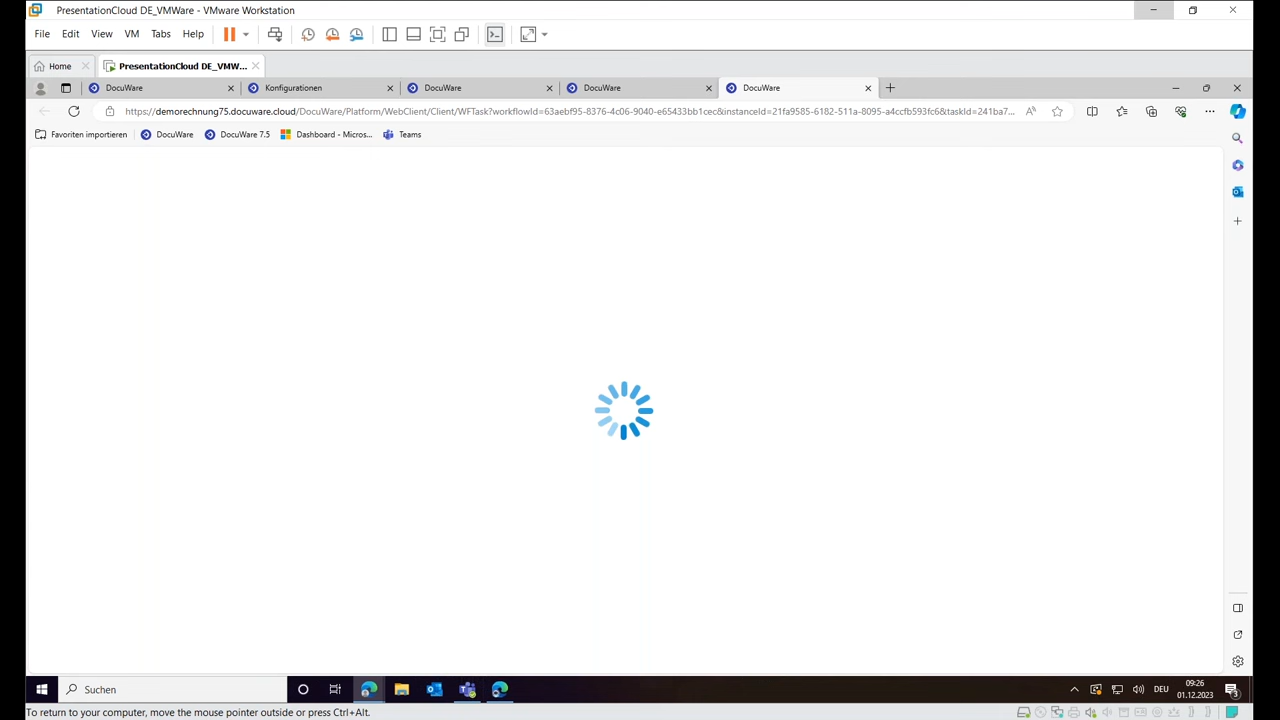 PresentationCloud DE_VMWare - VMware Workstation
File Edit View VM Tabs Help
Home PresentationCloud DE_VMW...
DocuWare Konfigurationen DocuWare DocuWare DocuWare
https://demorechnung75.docuware.cloud/DocuWare/Platform/WebClient/Client/WFTask?workflowId=63aebf95-8376-4c06-9040-e65433bb1cec&instanceId=21fa9585-6182-511a-8095-a4ccfb593fc6&taskId=241ba7...
Favoriten importieren DocuWare DocuWare 7.5 Dashboard - Micros... Teams
Suchen
DEU
09:26
01.12.2023
3
To return to your computer, move the mouse pointer outside or press Ctrl+Alt.